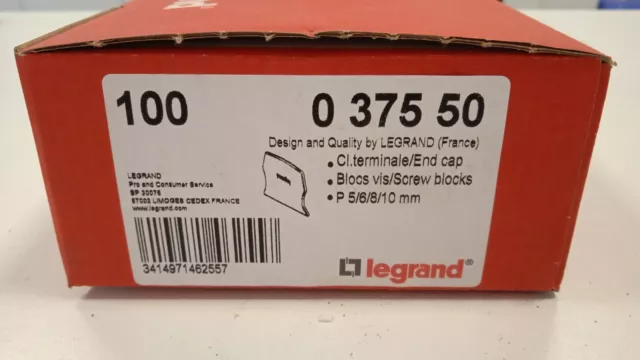 100
0 375 50
Design and Quality by LEGRAND (France)
• Cl.terminale/End cap
• Blocs vis/Screw blocks
• P 5/6/8/10 mm
LEGRAND
Pro and Consumer Service
BP 30076
87002 LIMOGES CEDEX FRANCE
www.legrand.com
3414971462557
legrand®